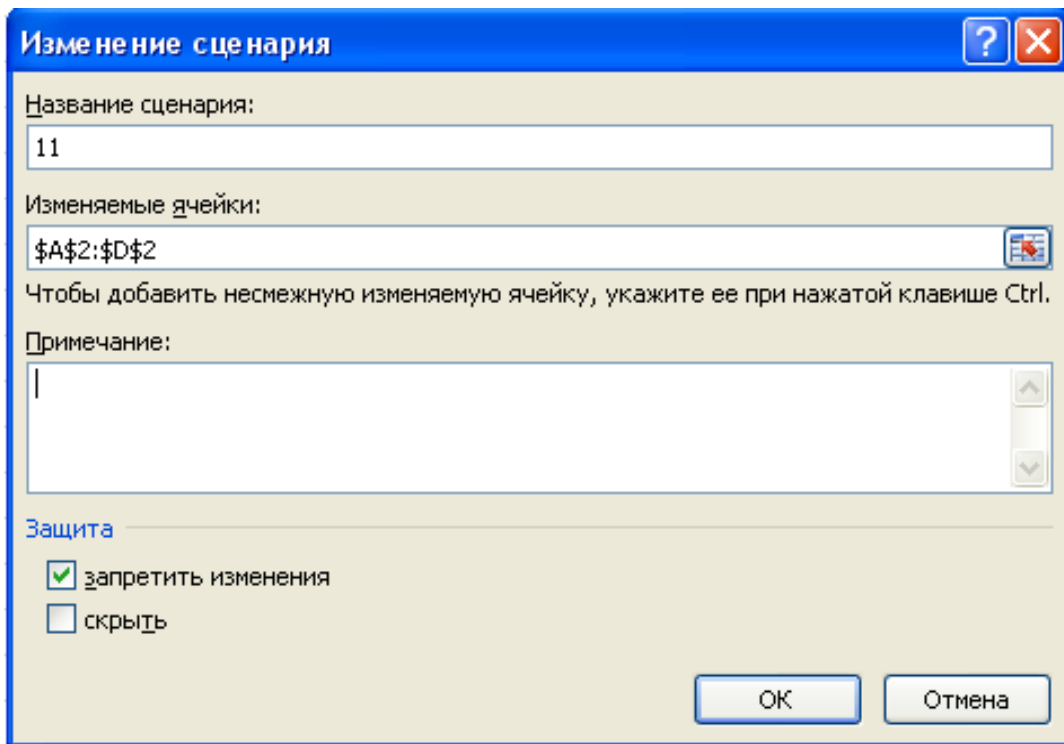 Изменение сценария
Название сценария:
11
Изменяемые ячейки:
$A$2:$D$2
Чтобы добавить несмежную изменяемую ячейку, укажите ее при нажатой клавише Ctrl.
Примечание:
Защита
запретить изменения
скрыть
ОК
Отмена